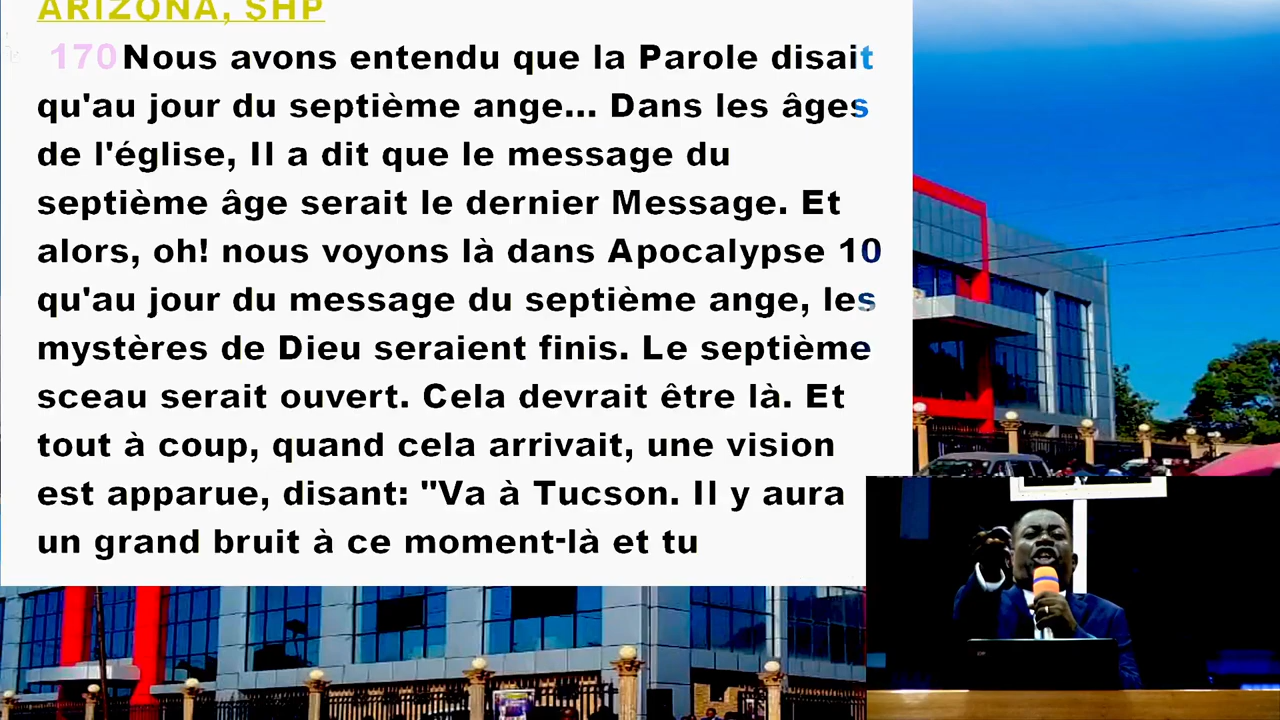 ARIZONA, SHP
170 Nous avons entendu que la Parole disait
qu'au jour du septième ange... Dans les âges
de l'église, Il a dit que le message du
septième âge serait le dernier Message. Et
alors, oh! nous voyons là dans Apocalypse 10
qu'au jour du message du septième ange, les
mystères de Dieu seraient finis. Le septième
sceau serait ouvert. Cela devrait être là. Et
tout à coup, quand cela arrivait, une vision
est apparue, disant: "Va à Tucson. Il y aura
un grand bruit à ce moment-là et tu